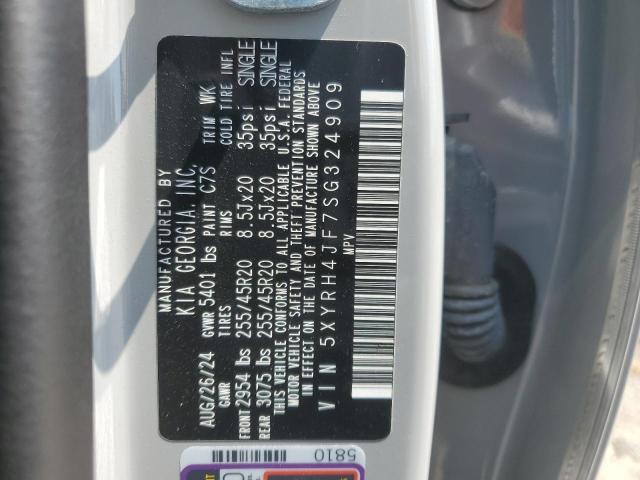 MANUFACTURED BY
KIA GEORGIA, INC.
AUG/26/24 GVWR 5401 lbs PAINT C7S TRIM WK
GAWR TIRES RIMS COLD TIRE INFL
FRONT 2954 lbs 255/45R20 8.5Jx20 35psi SINGLE
REAR 3075 lbs 255/45R20 8.5Jx20 35psi SINGLE
THIS VEHICLE CONFORMS TO ALL APPLICABLE U.S.A. FEDERAL
MOTOR VEHICLE SAFETY AND THEFT PREVENTION STANDARDS
IN EFFECT ON THE DATE OF MANUFACTURE SHOWN ABOVE
VIN 5XYRH4JF7SG324909
MPV
5810